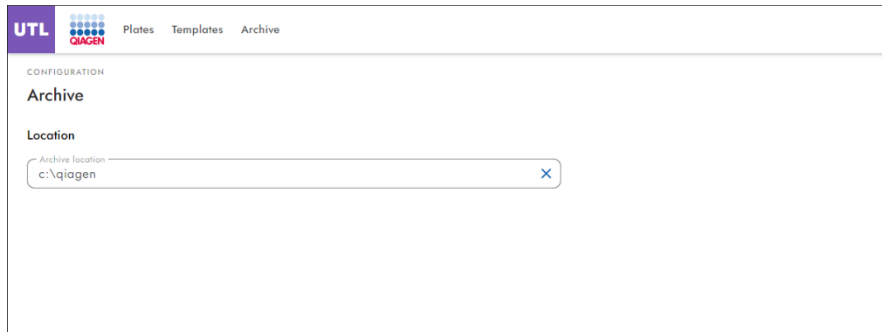 UTL QIAGEN Plates Templates Archive
CONFIGURATION
Archive
Location
Archive location
c:\qiagen